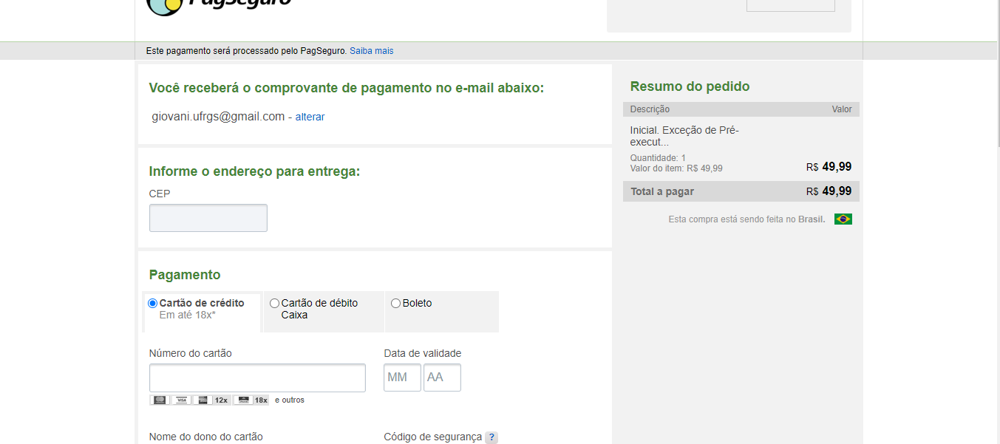 PagSeguro
Este pagamento será processado pelo PagSeguro. Saiba mais
Você receberá o comprovante de pagamento no e-mail abaixo:
giovani.ufrgs@gmail.com - alterar
Informe o endereço para entrega:
CEP
Pagamento
Cartão de crédito
Em até 18x*
Cartão de débito
Caixa
Boleto
Número do cartão
Data de validade
MM
AA
VISA
12x
18x
e outros
Nome do dono do cartão
Código de segurança ?
Resumo do pedido
Descrição Valor
Inicial. Exceção de Pré-
execut...
Quantidade: 1
Valor do item: R$ 49,99
R$ 49,99
Total a pagar R$ 49,99
Esta compra está sendo feita no Brasil.